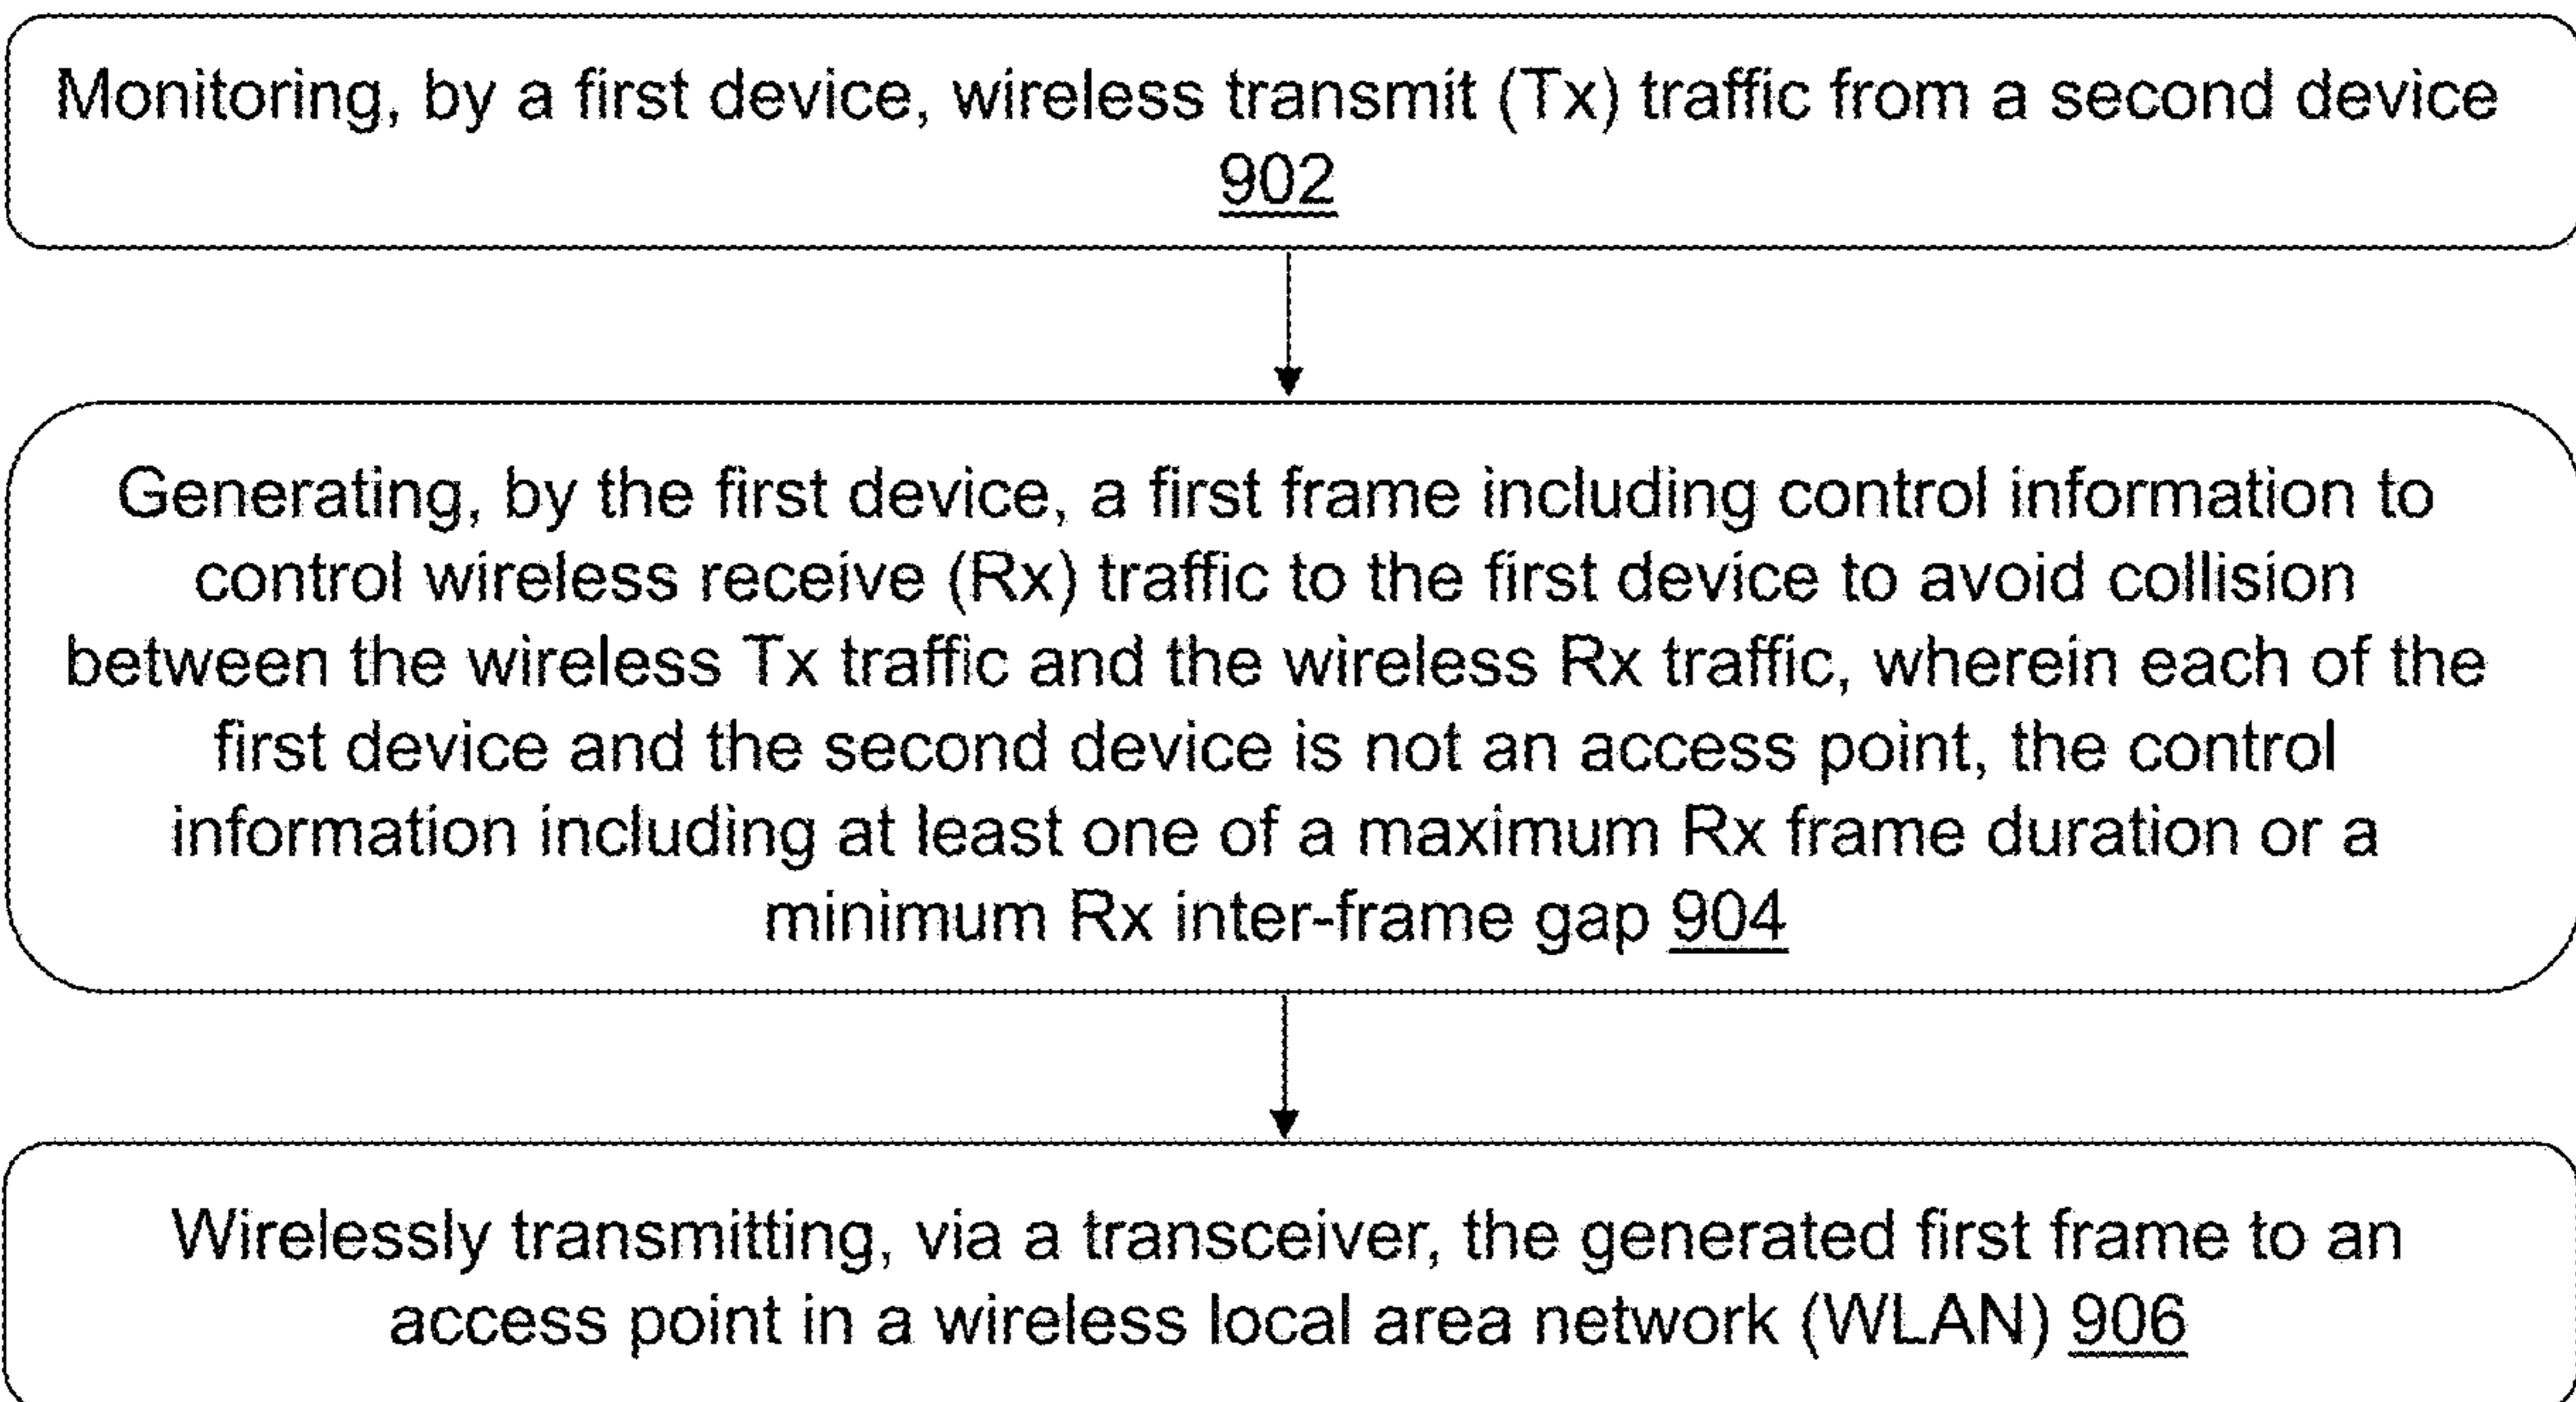 Monitoring, by a first device, wireless transmit (Tx) traffic from a second device
902
Generating, by the first device, a first frame including control information to
control wireless receive (Rx) traffic to the first device to avoid collision
between the wireless Tx traffic and the wireless Rx traffic, wherein each of the
first device and the second device is not an access point, the control
information including at least one of a maximum Rx frame duration or a
minimum Rx inter-frame gap 904
Wirelessly transmitting, via a transceiver, the generated first frame to an
access point in a wireless local area network (WLAN) 906